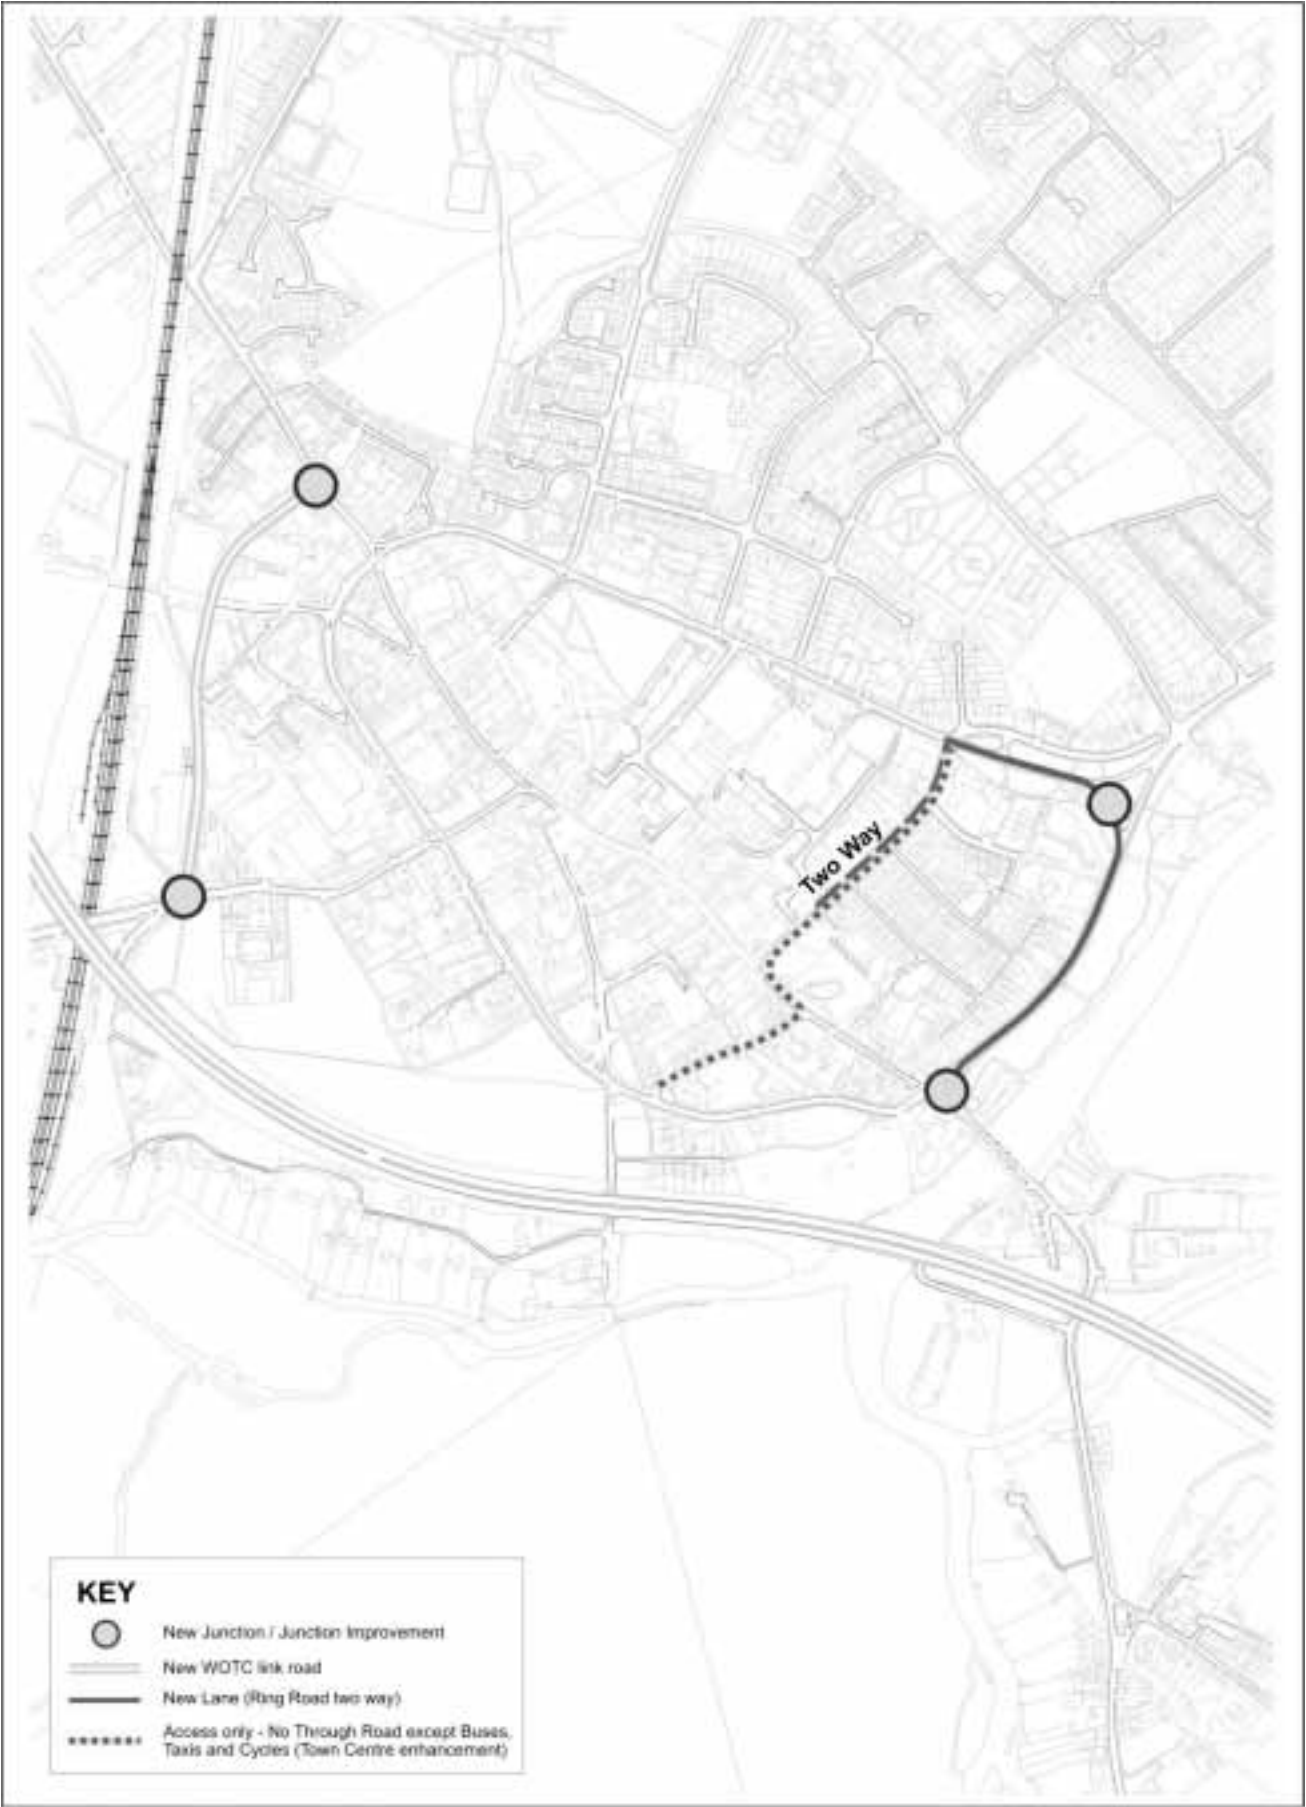 Two Way
KEY
New Junction / Junction Improvement
New WOTC link road
New Lane (Ring Road two way)
Access only - No Through Road except Buses,
Taxis and Cycles (Town Centre enhancement)